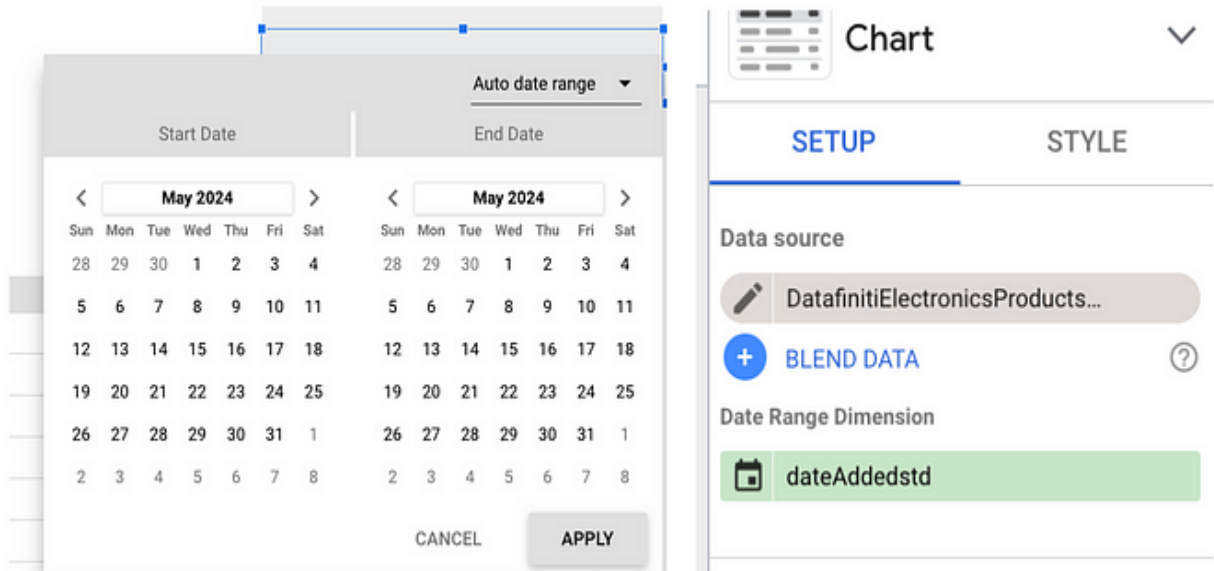 Auto date range
Start Date End Date
May 2024 May 2024
Sun Mon Tue Wed Thu Fri Sat Sun Mon Tue Wed Thu Fri Sat
28 29 30 1 2 3 4 28 29 30 1 2 3 4
5 6 7 8 9 10 11 5 6 7 8 9 10 11
12 13 14 15 16 17 18 12 13 14 15 16 17 18
19 20 21 22 23 24 25 19 20 21 22 23 24 25
26 27 28 29 30 31 1 26 27 28 29 30 31 1
2 3 4 5 6 7 8 2 3 4 5 6 7 8
CANCEL APPLY
Chart
SETUP STYLE
Data source
DatafinitiElectronicsProducts...
BLEND DATA
Date Range Dimension
dateAddedstd